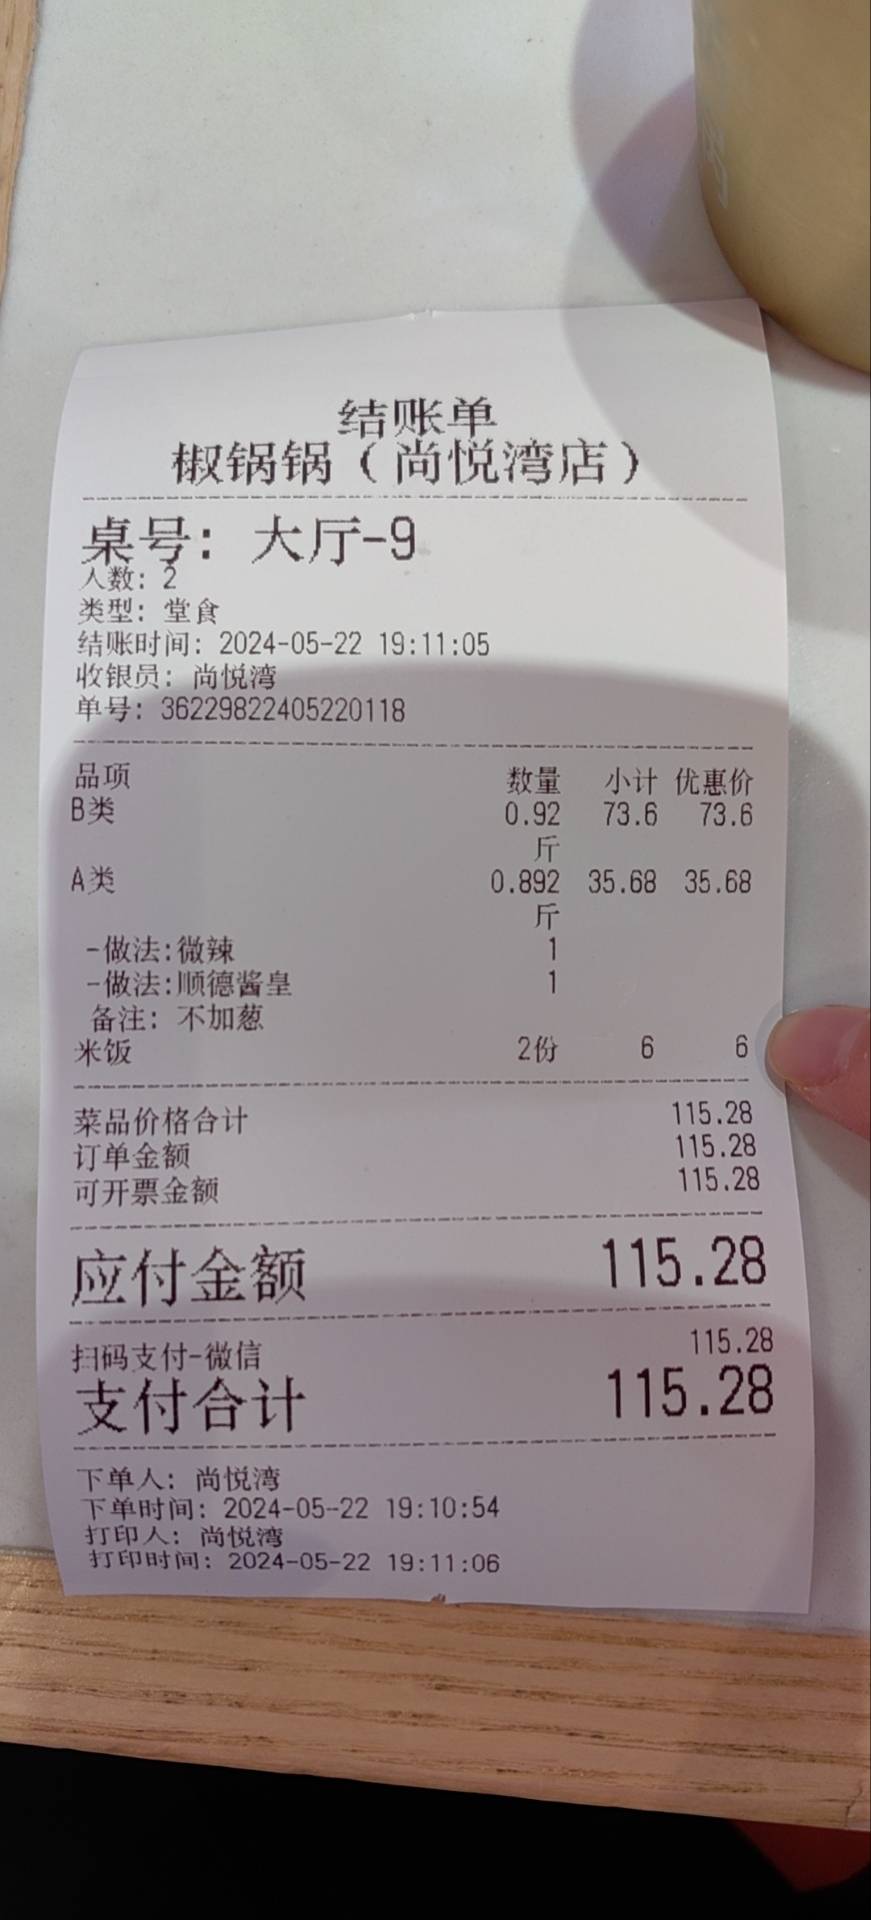 结账单
椒锅锅（尚悦湾店）
桌号: 大厅-9
人数: 2
类型: 堂食
结账时间: 2024-05-22 19:11:05
收银员: 尚悦湾
单号: 36229822405220118
品项 数量 小计 优惠价
B类 0.92 73.6 73.6
斤
A类 0.892 35.68 35.68
斤
-做法:微辣 1
-做法:顺德酱皇 1
备注: 不加葱
米饭 2份 6 6
菜品价格合计 115.28
订单金额 115.28
可开票金额 115.28
应付金额 115.28
扫码支付-微信 115.28
支付合计 115.28
下单人: 尚悦湾
下单时间: 2024-05-22 19:10:54
打印人: 尚悦湾
打印时间: 2024-05-22 19:11:06